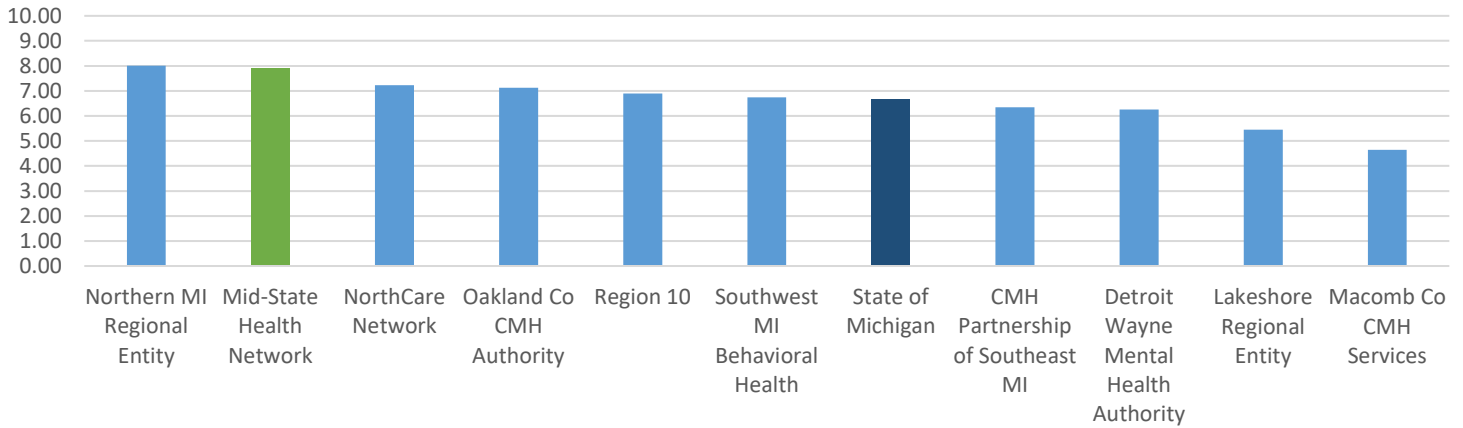 10.00
9.00
8.00
7.00
6.00
5.00
4.00
3.00
2.00
1.00
0.00
Northern MI
Regional
Entity
Mid-State
Health
Network
NorthCare
Network
Oakland Co
CMH
Authority
Region 10
Southwest
MI
Behavioral
Health
State of
Michigan
CMH
Partnership
of Southeast
MI
Detroit
Wayne
Mental
Health
Authority
Lakeshore
Regional
Entity
Macomb Co
CMH
Services